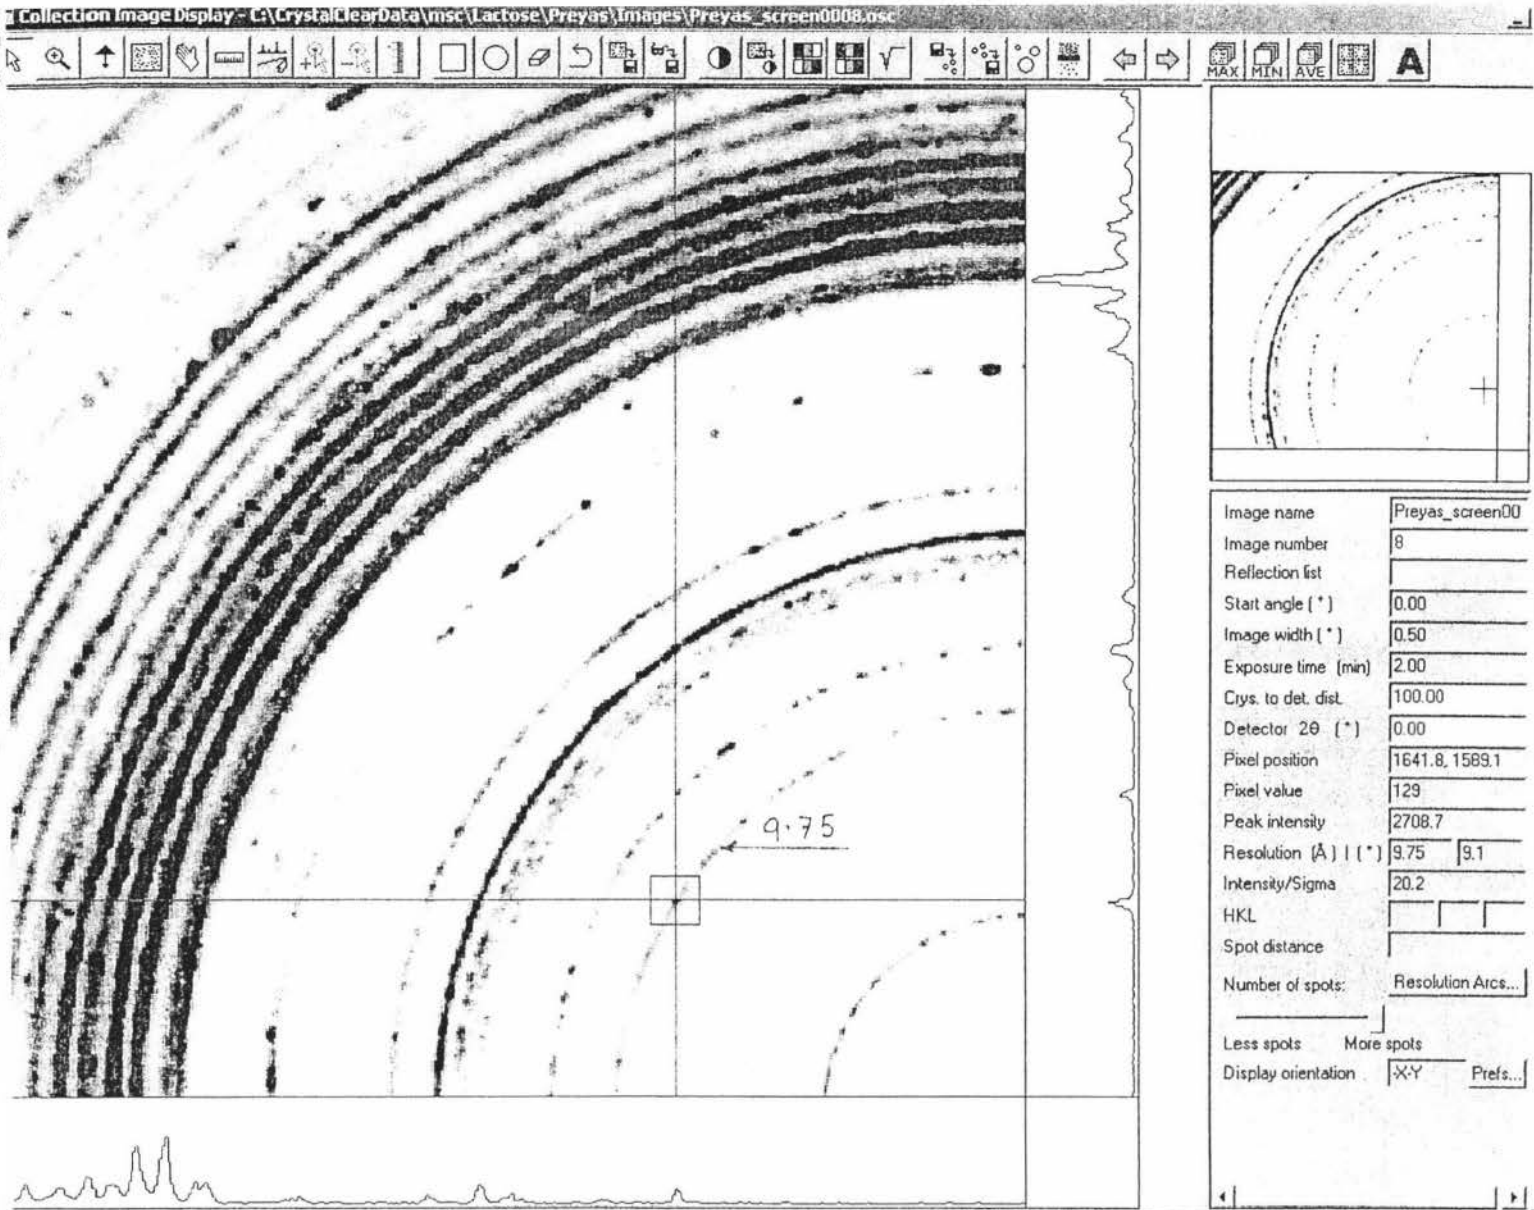 Collection Image Display - C:\CrystalClearData\msc\Lactose\Preyas\Images\Preyas_screen0008.osc
MAX MIN AVE A
9.75
Image name Preyas_screen00
Image number 8
Reflection list
Start angle (°) 0.00
Image width (°) 0.50
Exposure time (min) 2.00
Crys. to det. dist. 100.00
Detector 2θ (°) 0.00
Pixel position 1641.8, 1589.1
Pixel value 129
Peak intensity 2708.7
Resolution (Å) | (°) 9.75 9.1
Intensity/Sigma 20.2
HKL
Spot distance
Number of spots: Resolution Arcs...
Less spots More spots
Display orientation -X-Y Prefs...